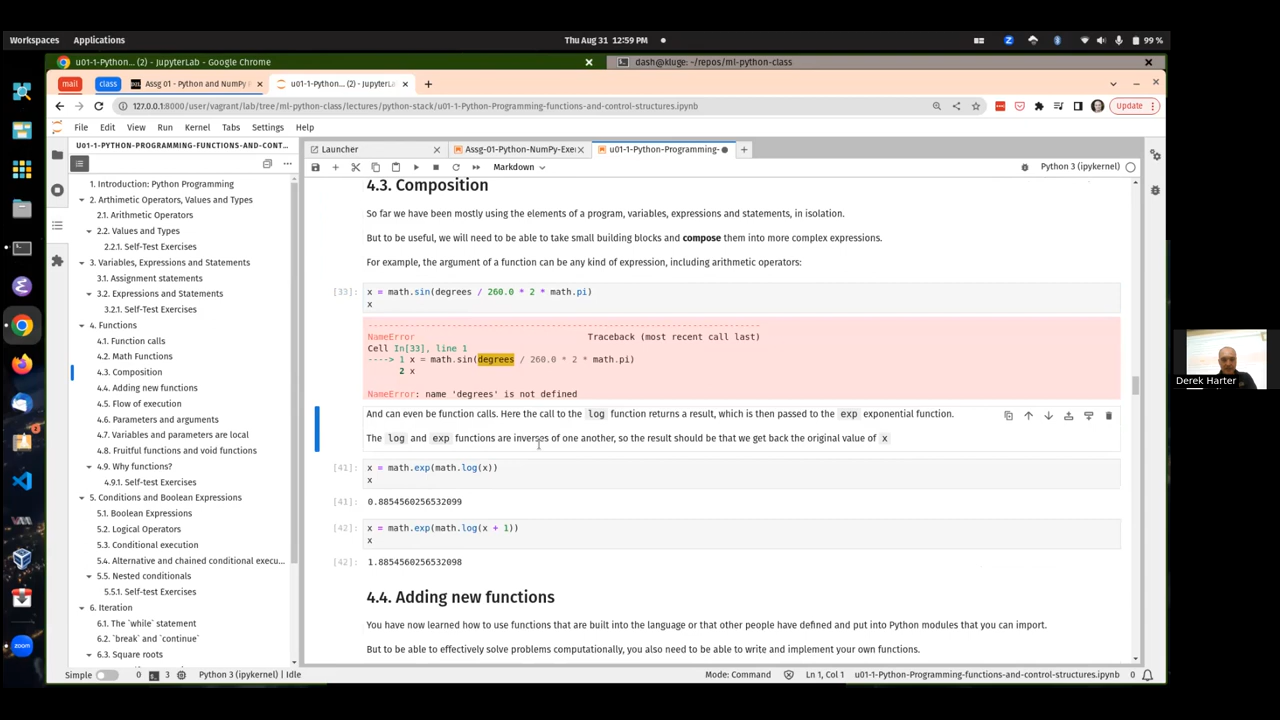 Workspaces Applications Thu Aug 31 12:59 PM 99 %
u01-1-Python... (2) - JupyterLab - Google Chrome dash@kluge: ~/repos/ml-python-class
mail class Assg 01 - Python and NumPy u01-1-Python... (2) - JupyterL
127.0.0.1:8000/user/vagrant/lab/tree/ml-python-class/lectures/python-stack/u01-1-Python-Programming-functions-and-control-structures.ipynb Update
File Edit View Run Kernel Tabs Settings Help
U01-1-PYTHON-PROGRAMMING-FUNCTIONS-AND-CONT...
1. Introduction: Python Programming
2. Arthimetic Operators, Values and Types
2.1. Arithmetic Operators
2.2. Values and Types
2.2.1. Self-Test Exercises
3. Variables, Expressions and Statements
3.1. Assignment statements
3.2. Expressions and Statements
3.2.1. Self-Test Exercises
4. Functions
4.1. Function calls
4.2. Math Functions
4.3. Composition
4.4. Adding new functions
4.5. Flow of execution
4.6. Parameters and arguments
4.7. Variables and parameters are local
4.8. Fruitful functions and void functions
4.9. Why functions?
4.9.1. Self-test Exercises
5. Conditions and Boolean Expressions
5.1. Boolean Expressions
5.2. Logical Operators
5.3. Conditional execution
5.4. Alternative and chained conditional execu...
5.5. Nested conditionals
5.5.1. Self-test Exercises
6. Iteration
6.1. The `while` statement
6.2. `break` and `continue`
6.3. Square roots
Launcher Assg-01-Python-NumPy-Exer u01-1-Python-Programming-
Markdown Python 3 (ipykernel)
4.3. Composition
So far we have been mostly using the elements of a program, variables, expressions and statements, in isolation.
But to be useful, we will need to be able to take small building blocks and compose them into more complex expressions.
For example, the argument of a function can be any kind of expression, including arithmetic operators:
[33]: x = math.sin(degrees / 260.0 * 2 * math.pi)
x
NameError Traceback (most recent call last)
Cell In[33], line 1
----> 1 x = math.sin(degrees / 260.0 * 2 * math.pi)
2 x
NameError: name 'degrees' is not defined
And can even be function calls. Here the call to the log function returns a result, which is then passed to the exp exponential function.
The log and exp functions are inverses of one another, so the result should be that we get back the original value of x
[41]: x = math.exp(math.log(x))
x
[41]: 0.8854560256532099
[42]: x = math.exp(math.log(x + 1))
x
[42]: 1.8854560256532098
4.4. Adding new functions
You have now learned how to use functions that are built into the language or that other people have defined and put into Python modules that you can import.
But to be able to effectively solve problems computationally, you also need to be able to write and implement your own functions.
Simple 0 3 Python 3 (ipykernel) | Idle Mode: Command Ln 1, Col 1 u01-1-Python-Programming-functions-and-control-structures.ipynb 0
Derek Harter
zoom